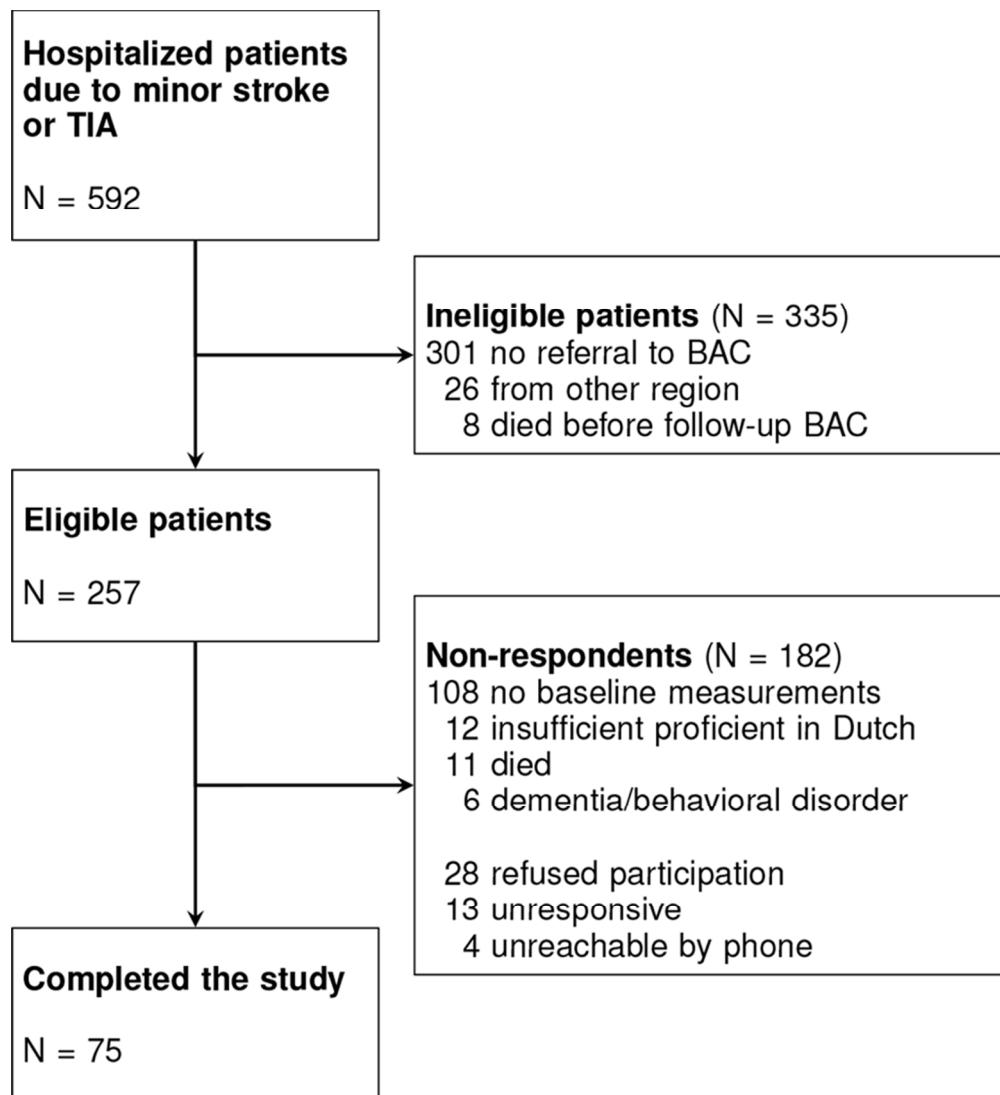 Hospitalized patients
due to minor stroke
or TIA
N = 592
Ineligible patients (N = 335)
301 no referral to BAC
26 from other region
8 died before follow-up BAC
Eligible patients
N = 257
Non-respondents (N = 182)
108 no baseline measurements
12 insufficient proficient in Dutch
11 died
6 dementia/behavioral disorder
28 refused participation
13 unresponsive
4 unreachable by phone
Completed the study
N = 75